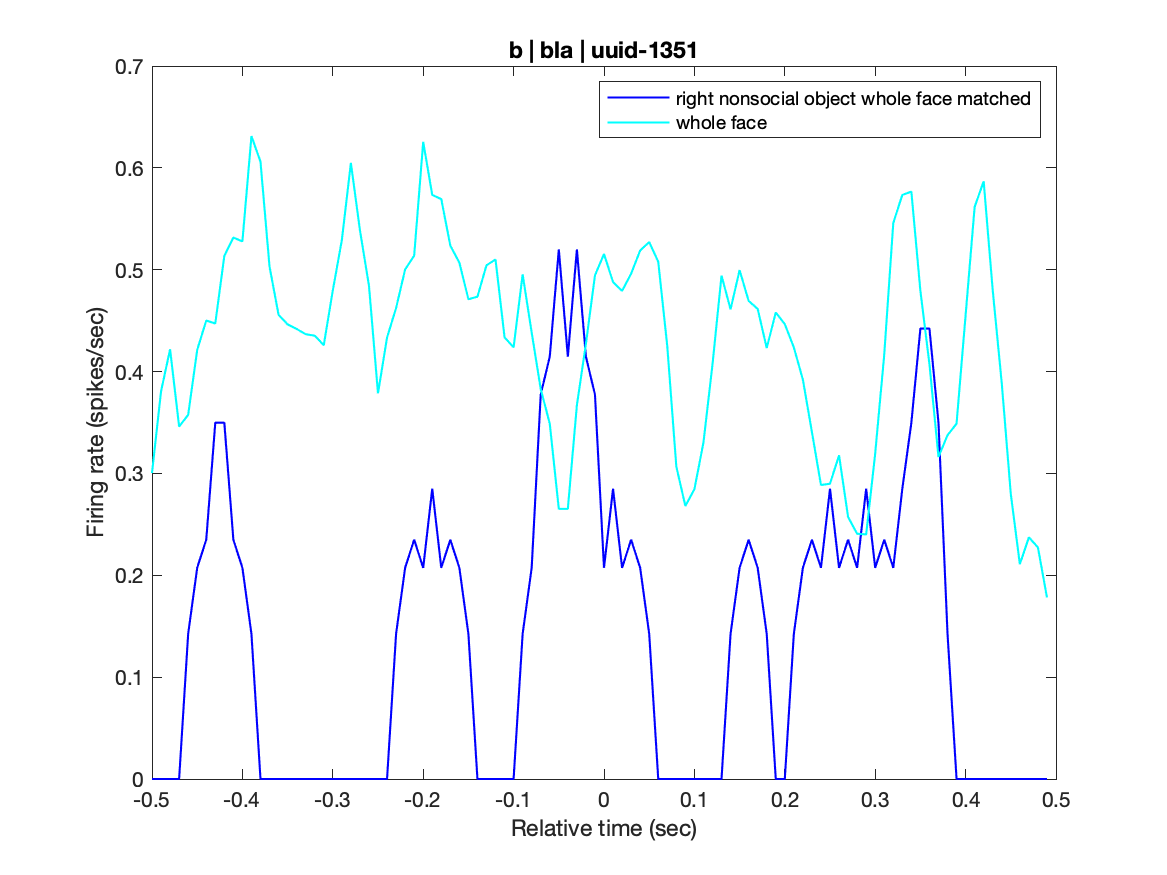 b | bla | uuid-1351
right nonsocial object whole face matched
whole face
Firing rate (spikes/sec)
0.7
0.6
0.5
0.4
0.3
0.2
0.1
0
-0.5 -0.4 -0.3 -0.2 -0.1 0 0.1 0.2 0.3 0.4 0.5
Relative time (sec)